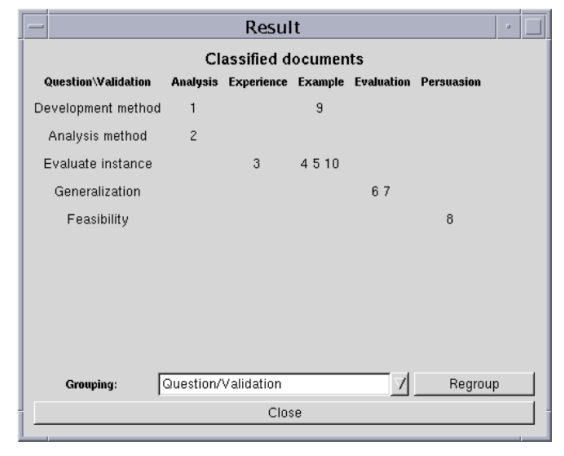 Result
Classified documents
Question\Validation Analysis Experience Example Evaluation Persuasion
Development method 1 9
Analysis method 2
Evaluate instance 3 4 5 10
Generalization 6 7
Feasibility 8
Grouping: Question/Validation Regroup
Close